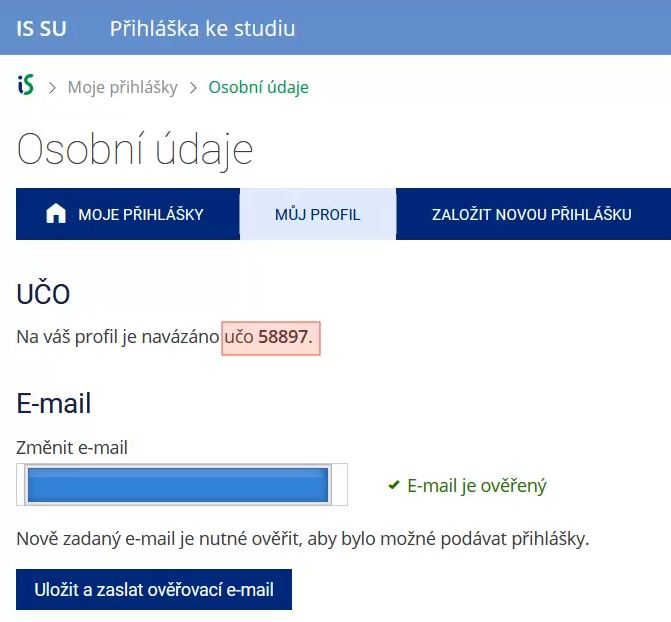 IS SU Přihláška ke studiu
iS > Moje přihlášky > Osobní údaje
Osobní údaje
MOJE PŘIHLÁŠKY MŮJ PROFIL ZALOŽIT NOVOU PŘIHLÁŠKU
UČO
Na váš profil je navázáno učo 58897.
E-mail
Změnit e-mail
✔ E-mail je ověřený
Nově zadaný e-mail je nutné ověřit, aby bylo možné podávat přihlášky.
Uložit a zaslat ověřovací e-mail